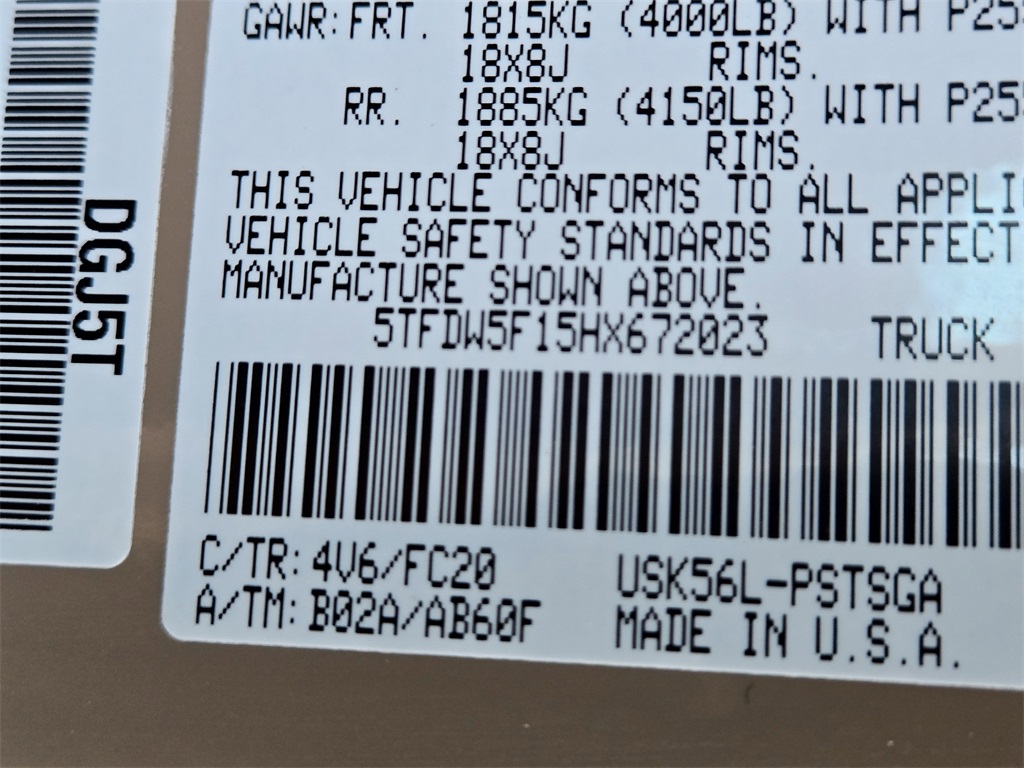 GAWR: FRT. 1815KG (4000LB) WITH P25
18X8J RIMS.
RR. 1885KG (4150LB) WITH P25
18X8J RIMS.
THIS VEHICLE CONFORMS TO ALL APPLI
VEHICLE SAFETY STANDARDS IN EFFECT
MANUFACTURE SHOWN ABOVE.
5TFDW5F15HX672023 TRUCK
C/TR: 4V6/FC20 USK56L-PSTSGA
A/TM: B02A/AB60F MADE IN U.S.A.
DGJ5T